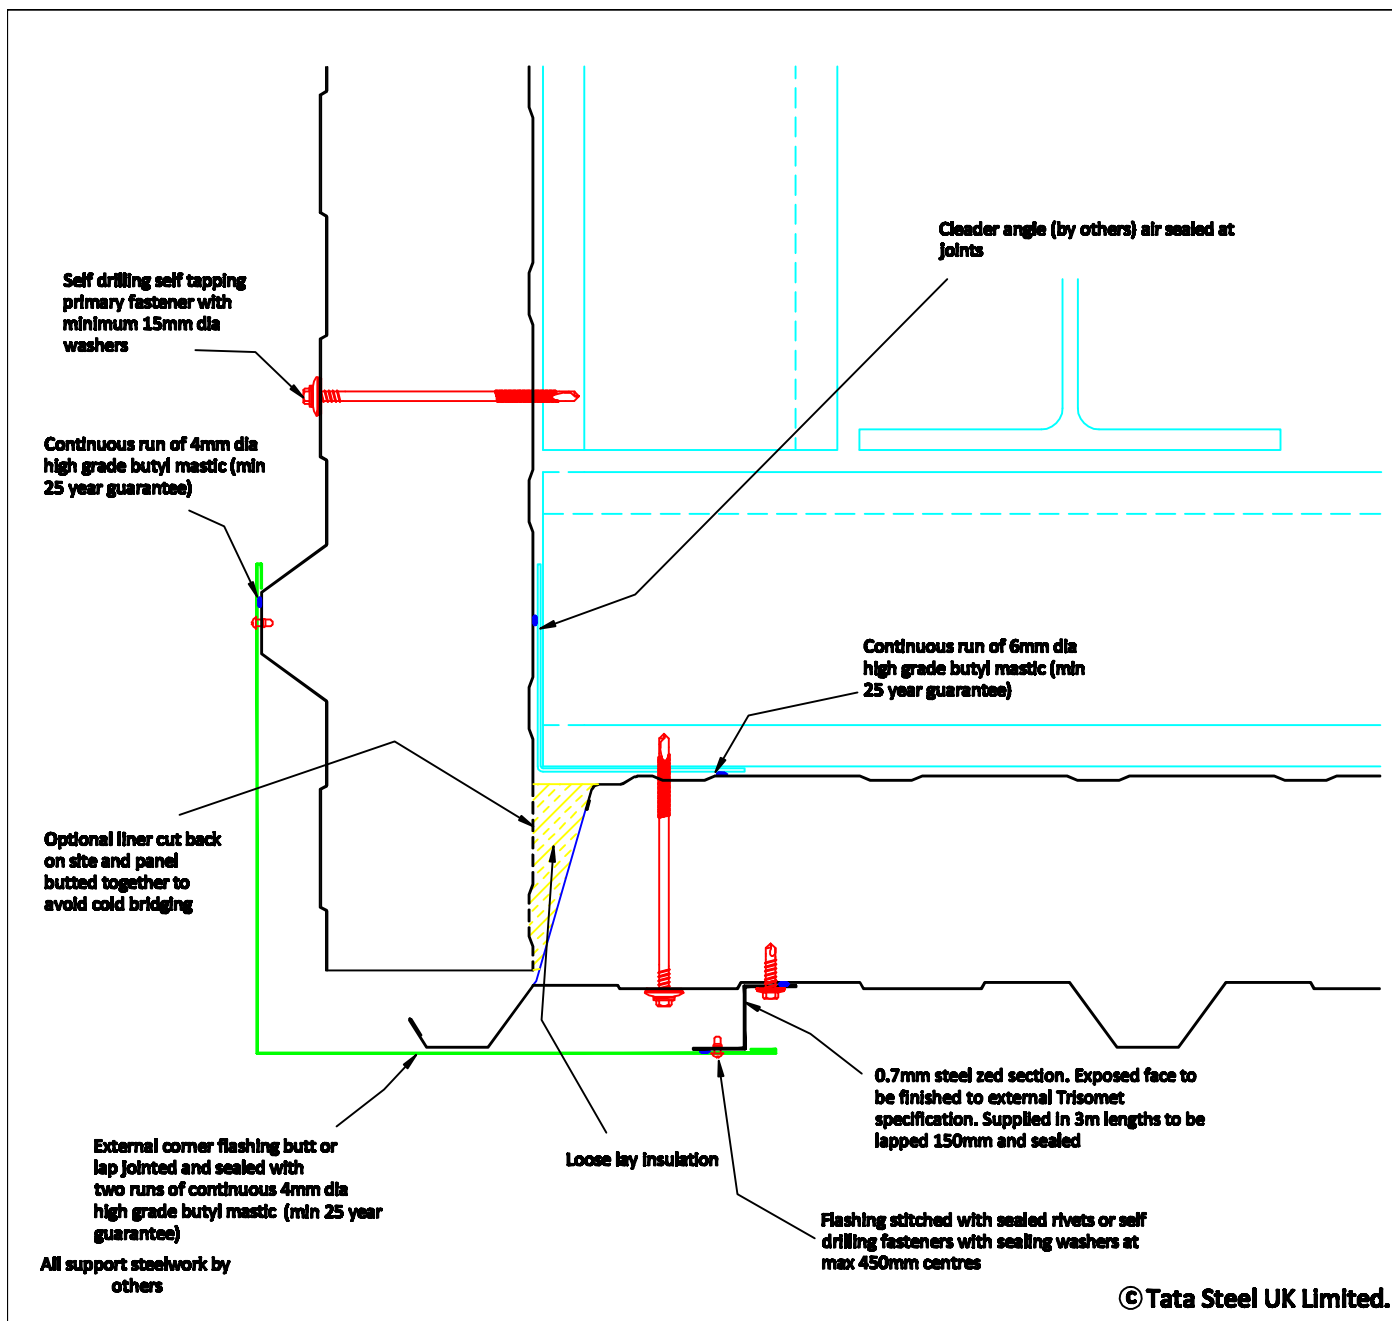 Cleader angle (by others) air sealed at
joints
Self drilling self tapping
primary fastener with
minimum 15mm dia
washers
Continuous run of 4mm dia
high grade butyl mastic (min
25 year guarantee)
Continuous run of 6mm dia
high grade butyl mastic (min
25 year guarantee)
Optional liner cut back
on site and panel
butted together to
avoid cold bridging
0.7mm steel zed section. Exposed face to
be finished to external Trisomet
specification. Supplied in 3m lengths to be
lapped 150mm and sealed
External corner flashing butt or
lap jointed and sealed with
two runs of continuous 4mm dia
high grade butyl mastic (min 25 year
guarantee)
Loose lay insulation
Flashing stitched with sealed rivets or self
drilling fasteners with sealing washers at
max 450mm centres
All support steelwork by
others
© Tata Steel UK Limited.